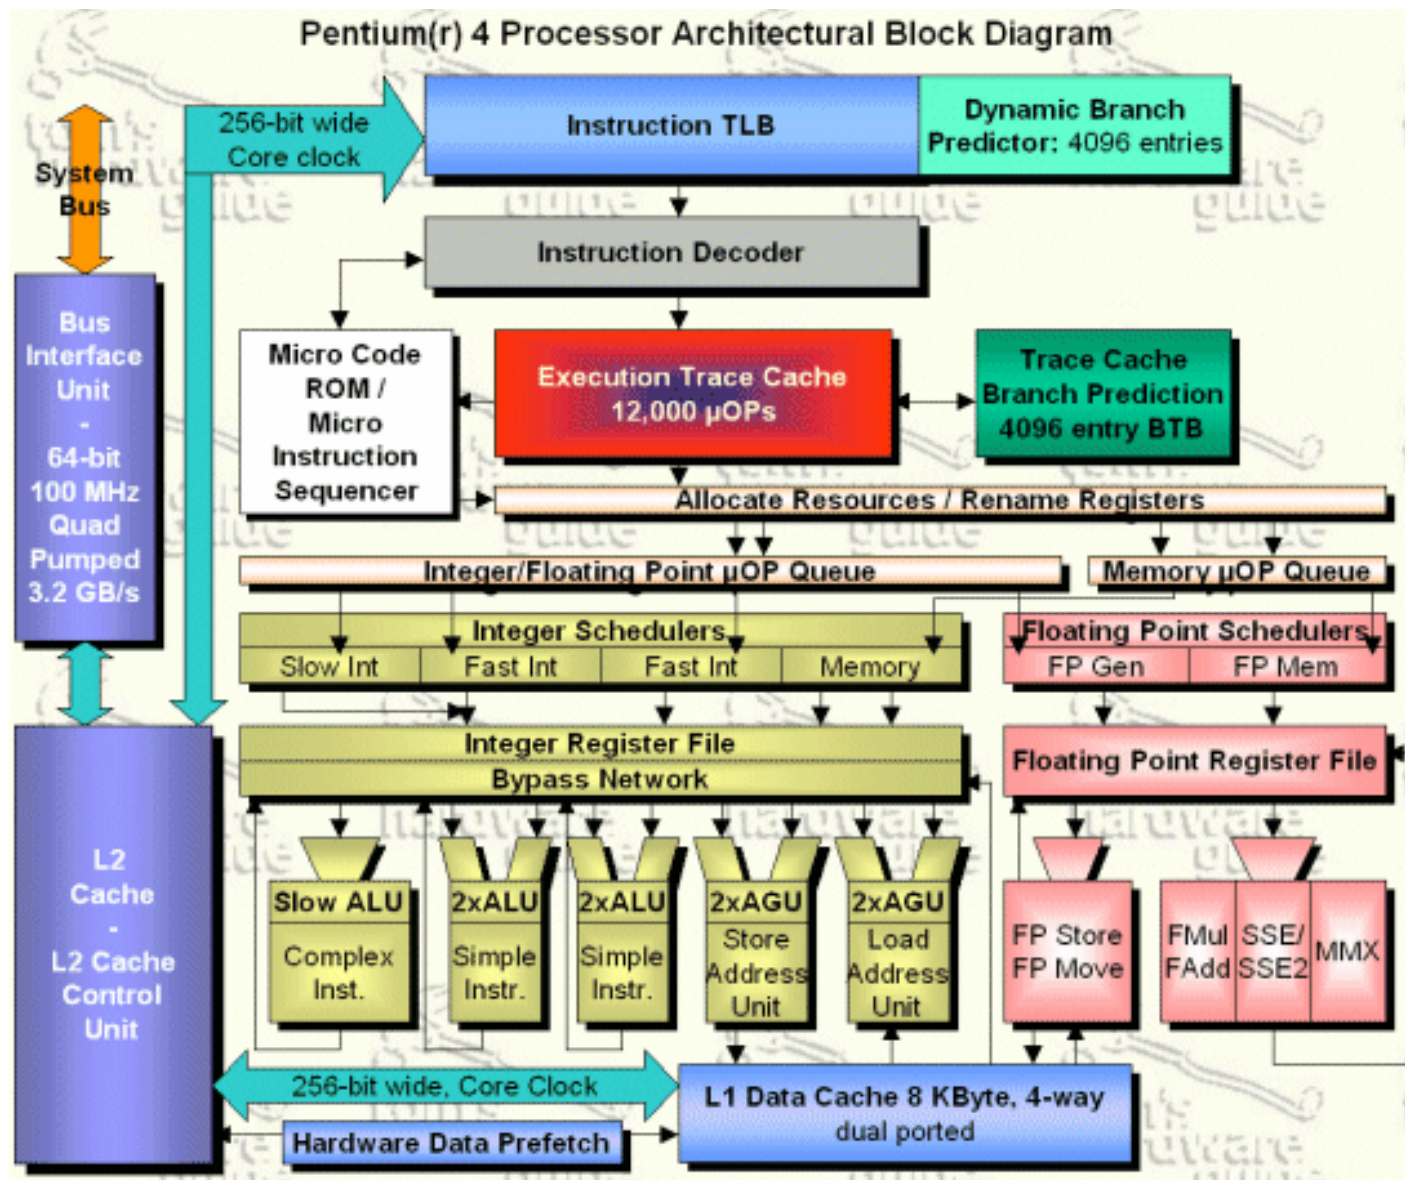 Pentium(r) 4 Processor Architectural Block Diagram
256-bit wide
Core clock
Instruction TLB
Dynamic Branch
Predictor: 4096 entries
System
Bus
Instruction Decoder
Bus
Interface
Unit
-
64-bit
100 MHz
Quad
Pumped
3.2 GB/s
Micro Code
ROM /
Micro
Instruction
Sequencer
Execution Trace Cache
12,000 µOPs
Trace Cache
Branch Prediction
4096 entry BTB
Allocate Resources / Rename Registers
Integer/Floating Point µOP Queue
Memory µOP Queue
Integer Schedulers
Floating Point Schedulers
Slow Int
Fast Int
Fast Int
Memory
FP Gen
FP Mem
Integer Register File
Bypass Network
Floating Point Register File
L2
Cache
-
L2 Cache
Control
Unit
Slow ALU
Complex
Inst.
2xALU
Simple
Instr.
2xALU
Simple
Instr.
2xAGU
Store
Address
Unit
2xAGU
Load
Address
Unit
FP Store
FP Move
FMul
FAdd
SSE/
SSE2
MMX
256-bit wide, Core Clock
L1 Data Cache 8 KByte, 4-way
dual ported
Hardware Data Prefetch
tom's
hardware
guide